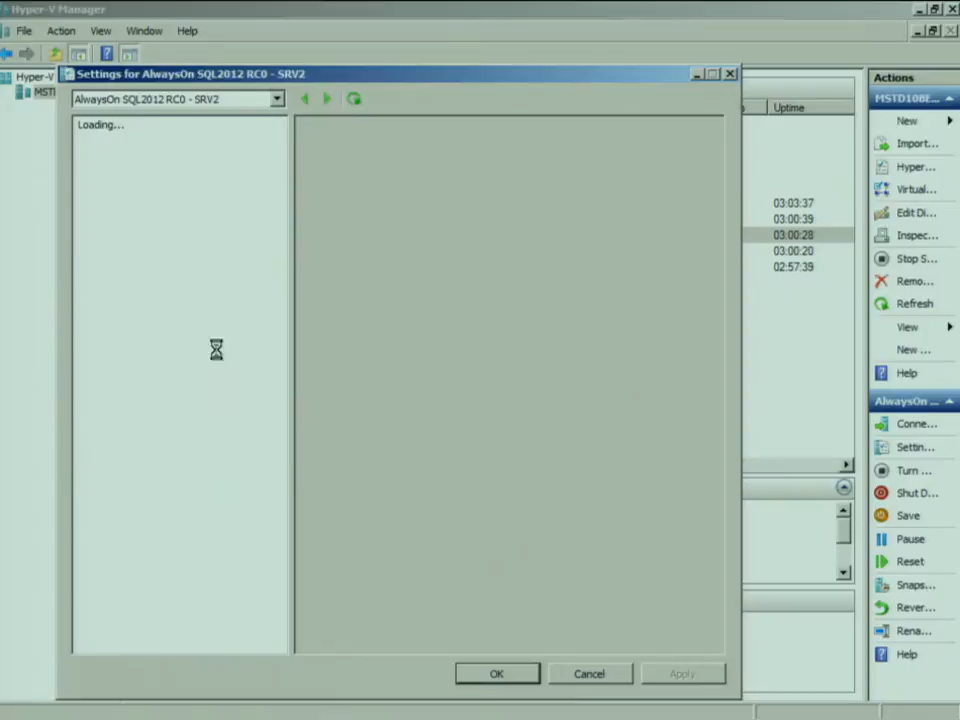 Hyper-V Manager
File Action View Window Help
Hyper-V
MSTI
Settings for AlwaysOn SQL2012 RC0 - SRV2
AlwaysOn SQL2012 RC0 - SRV2
Loading...
Uptime
03:03:37
03:00:39
03:00:28
03:00:20
02:57:39
OK Cancel Apply
Actions
MSTD108E...
New
Import...
Hyper...
Virtual...
Edit Di...
Inspec...
Stop S...
Remo...
Refresh
View
New ...
Help
AlwaysOn ...
Conne...
Settin...
Turn ...
Shut D...
Save
Pause
Reset
Snaps...
Rever...
Rena...
Help